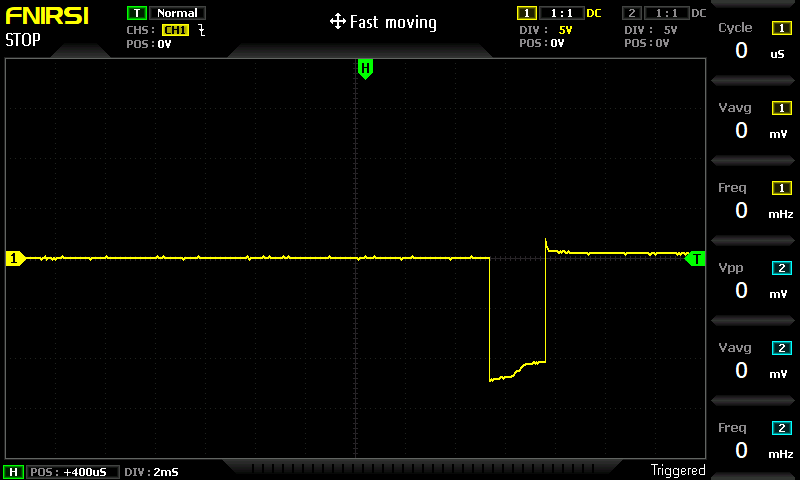 FNIRSI
STOP
T Normal
CHS: CH1
POS: 0V
Fast moving
1 1:1 DC
DIV: 5V
POS: 0V
2 1:1 DC
DIV: 5V
POS: 0V
H
1
T
Cycle 1
0 uS
Vavg 1
0 mV
Freq 1
0 mHz
Vpp 2
0 mV
Vavg 2
0 mV
Freq 2
0 mHz
H POS: +400uS DIV: 2mS
Triggered